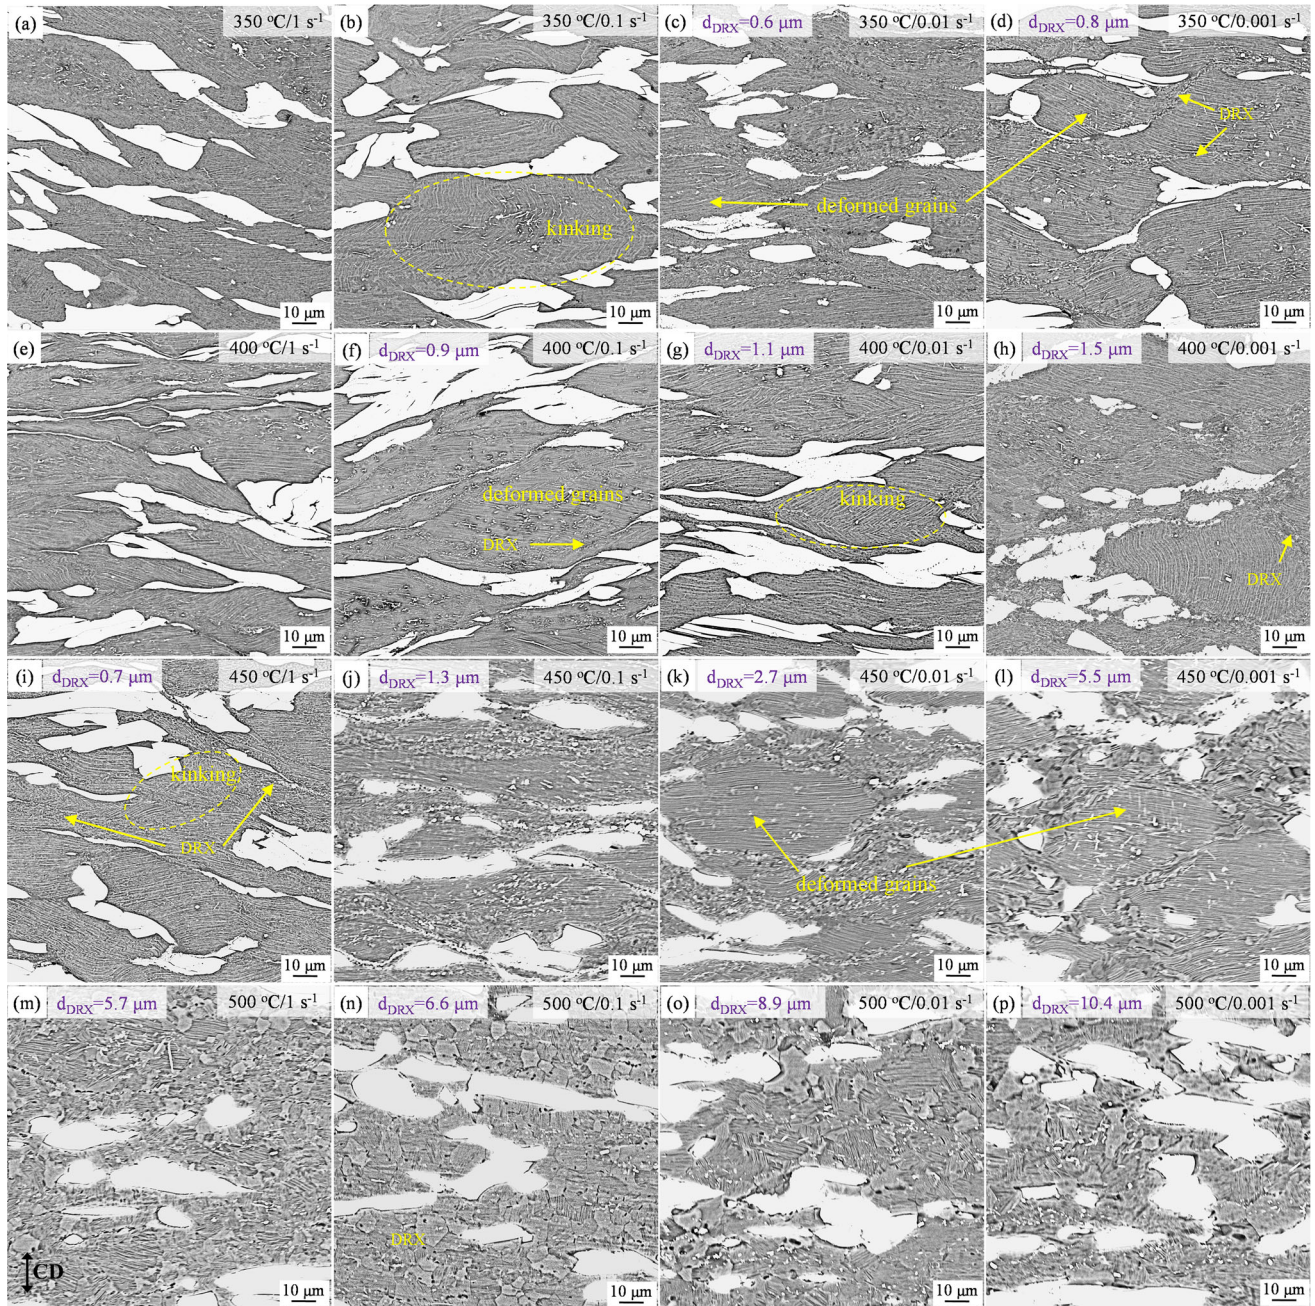 (a) 350 °C/1 s⁻¹
(b) 350 °C/0.1 s⁻¹
(c) d_DRX=0.6 μm 350 °C/0.01 s⁻¹
(d) d_DRX=0.8 μm 350 °C/0.001 s⁻¹
DRX
deformed grains
kinking
10 μm
10 μm
10 μm
10 μm
(e) 400 °C/1 s⁻¹
(f) d_DRX=0.9 μm 400 °C/0.1 s⁻¹
(g) d_DRX=1.1 μm 400 °C/0.01 s⁻¹
(h) d_DRX=1.5 μm 400 °C/0.001 s⁻¹
deformed grains
kinking
DRX
DRX
10 μm
10 μm
10 μm
10 μm
(i) d_DRX=0.7 μm 450 °C/1 s⁻¹
(j) d_DRX=1.3 μm 450 °C/0.1 s⁻¹
(k) d_DRX=2.7 μm 450 °C/0.01 s⁻¹
(l) d_DRX=5.5 μm 450 °C/0.001 s⁻¹
kinking
DRX
deformed grains
10 μm
10 μm
10 μm
10 μm
(m) d_DRX=5.7 μm 500 °C/1 s⁻¹
(n) d_DRX=6.6 μm 500 °C/0.1 s⁻¹
(o) d_DRX=8.9 μm 500 °C/0.01 s⁻¹
(p) d_DRX=10.4 μm 500 °C/0.001 s⁻¹
DRX
CD
10 μm
10 μm
10 μm
10 μm